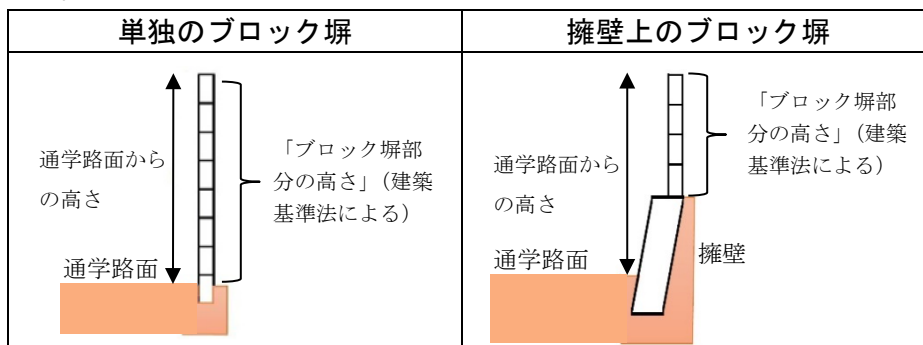 単独のブロック塀
擁壁上のブロック塀
通学路面から
の高さ
「ブロック塀部
分の高さ」（建築
基準法による）
通学路面
通学路面から
の高さ
「ブロック塀部
分の高さ」（建築
基準法による）
通学路面
擁壁